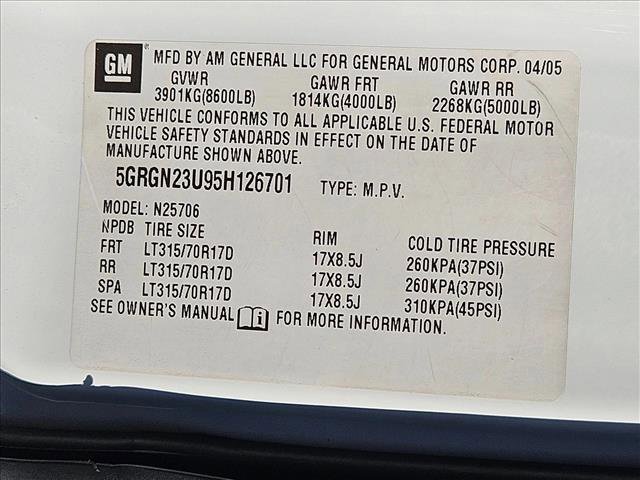 GM
MFD BY AM GENERAL LLC FOR GENERAL MOTORS CORP. 04/05
GVWR GAWR FRT GAWR RR
3901KG(8600LB) 1814KG(4000LB) 2268KG(5000LB)
THIS VEHICLE CONFORMS TO ALL APPLICABLE U.S. FEDERAL MOTOR
VEHICLE SAFETY STANDARDS IN EFFECT ON THE DATE OF
MANUFACTURE SHOWN ABOVE.
5GRGN23U95H126701 TYPE: M.P.V.
MODEL: N25706
NPDB TIRE SIZE RIM COLD TIRE PRESSURE
FRT LT315/70R17D 17X8.5J 260KPA(37PSI)
RR LT315/70R17D 17X8.5J 260KPA(37PSI)
SPA LT315/70R17D 17X8.5J 310KPA(45PSI)
SEE OWNER'S MANUAL i FOR MORE INFORMATION.